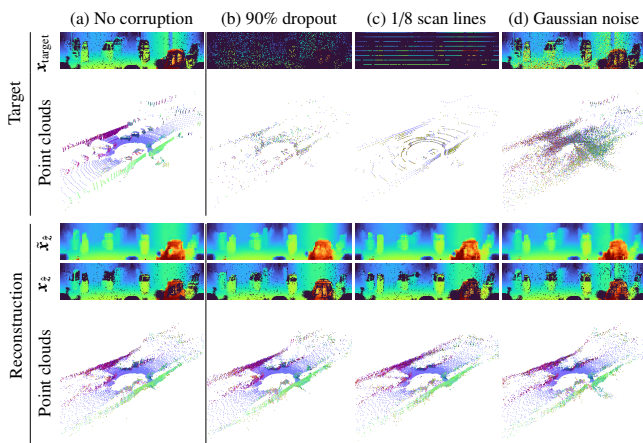 (a) No corruption (b) 90% dropout (c) 1/8 scan lines (d) Gaussian noise
Target
x_target
Point clouds
Reconstruction
x̃_ẑ
x_ẑ
Point clouds